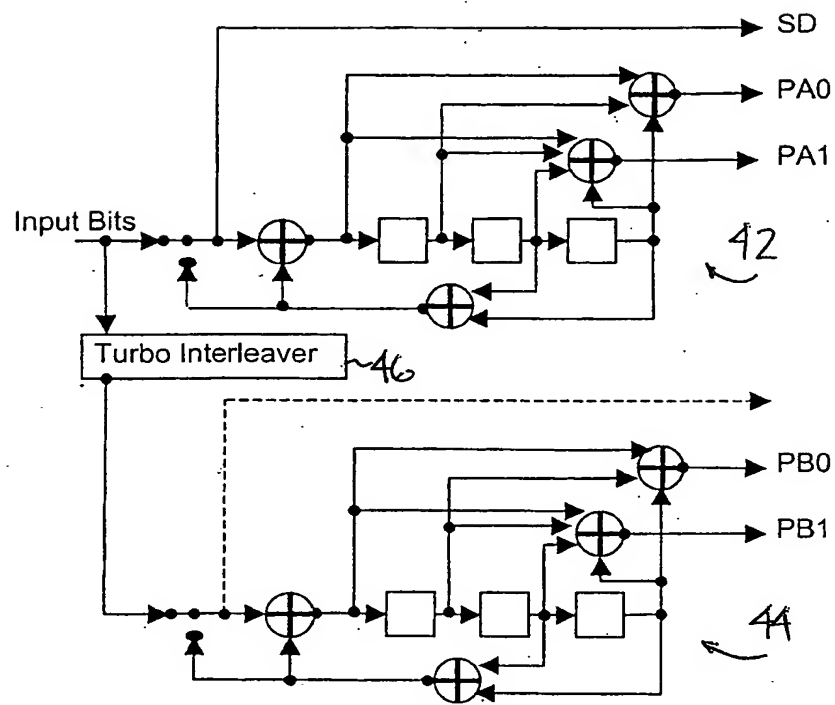 SD
PA0
PA1
Input Bits
42
Turbo Interleaver
46
PB0
PB1
44